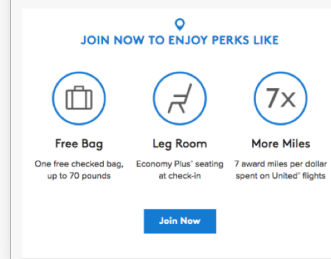 JOIN NOW TO ENJOY PERKS LIKE
7x
Free Bag
Leg Room
More Miles
One free checked bag,
up to 70 pounds
Economy Plus® seating
at check-in
7 award miles per dollar
spent on United® flights
Join Now